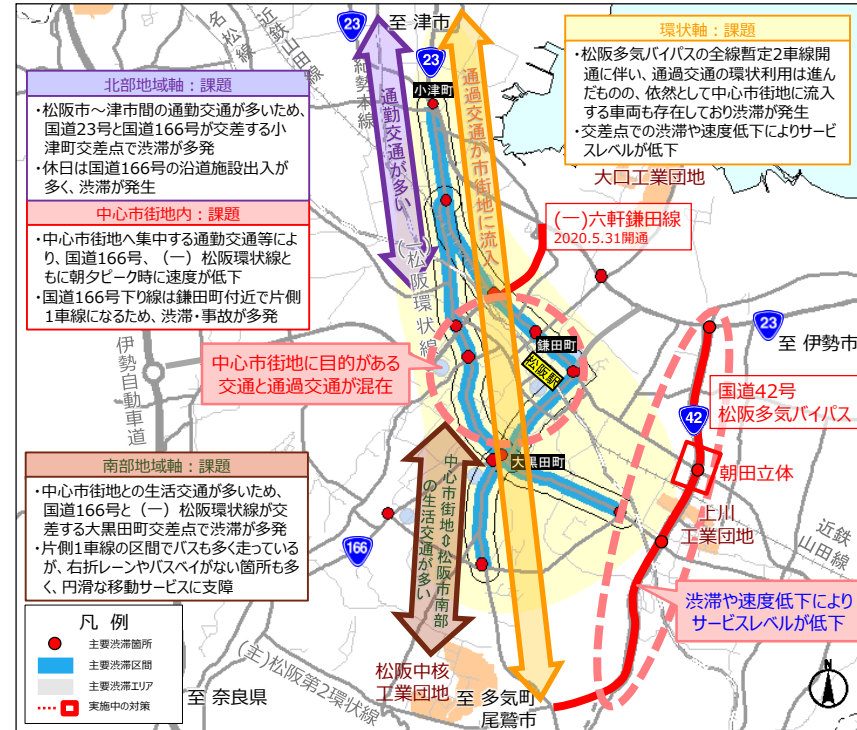 至 津市
23
23
名松線
近鉄
山田線
紀勢本線
小津町
北部地域軸：課題
・松阪市～津市間の通勤交通が多いため、
国道23号と国道166号が交差する小
津町交差点で渋滞が多発
・休日は国道166号の沿道施設出入が
多く、渋滞が発生
中心市街地内：課題
・中心市街地へ集中する通勤交通等によ
り、国道166号、（一）松阪環状線と
もに朝夕ピーク時に速度が低下
・国道166号下り線は鎌田町付近で片側
1車線になるため、渋滞・事故が多発
環状軸：課題
・松阪多気バイパスの全線暫定2車線開
通に伴い、通過交通の環状利用は進ん
だものの、依然として中心市街地に流入
する車両も存在しており渋滞が発生
・交差点での渋滞や速度低下によりサービ
スレベルが低下
通勤交通が多い
通過交通が市街地に流入
大口工業団地
(一)六軒鎌田線
2020.5.31開通
(一)松阪環状線
伊勢自動車道
中心市街地に目的がある
交通と通過交通が混在
鎌田町
松阪駅
23
至 伊勢市
国道42号
松阪多気バイパス
42
大黒田町
朝田立体
上川
工業団地
近鉄
山田線
南部地域軸：課題
・中心市街地との生活交通が多いため、
国道166号と（一）松阪環状線が交
差する大黒田町交差点で渋滞が多発
・片側1車線の区間でバスも多く走ってい
るが、右折レーンやバスベイがない箇所も多
く、円滑な移動サービスに支障
166
中心市街地⇔松阪市南部
の生活交通が多い
渋滞や速度低下により
サービスレベルが低下
凡 例
主要渋滞箇所
主要渋滞区間
主要渋滞エリア
実施中の対策
松阪中核
工業団地
(主)松阪第2環状線
至 奈良県
至 多気町
尾鷲市
N